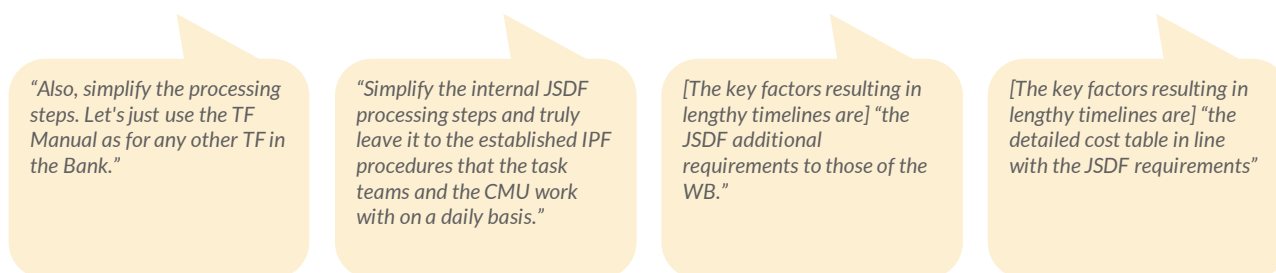 “Also, simplify the processing
steps. Let's just use the TF
Manual as for any other TF in
the Bank.”
“Simplify the internal JSDF
processing steps and truly
leave it to the established IPF
procedures that the task
teams and the CMU work
with on a daily basis.”
[The key factors resulting in
lengthy timelines are] “the
JSDF additional
requirements to those of the
WB.”
[The key factors resulting in
lengthy timelines are] “the
detailed cost table in line
with the JSDF requirements”